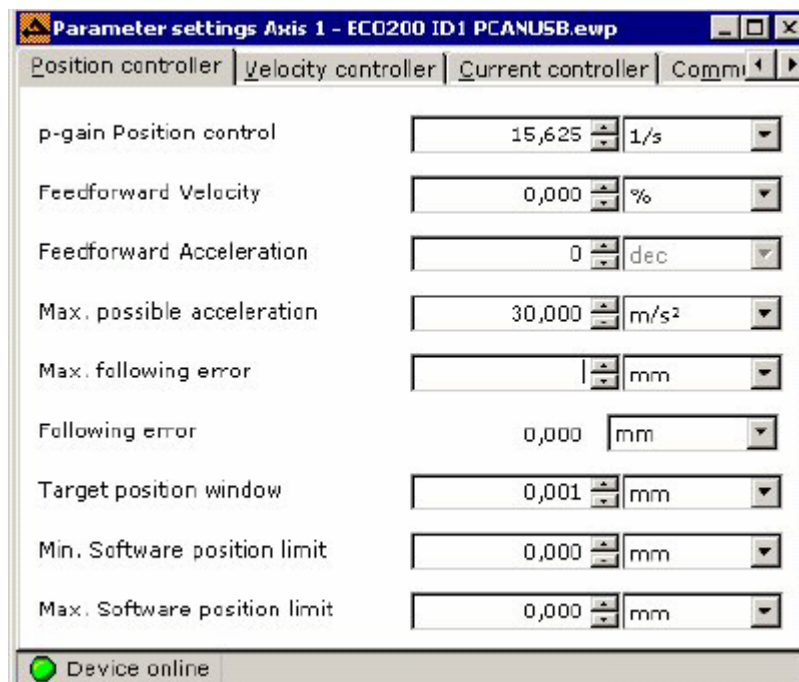 Parameter settings Axis 1 - ECO200 ID1 PCANUSB.ewp
Position controller Velocity controller Current controller Commu
p-gain Position control 15,625 1/s
Feedforward Velocity 0,000 %
Feedforward Acceleration 0 dec
Max. possible acceleration 30,000 m/s²
Max. following error mm
Following error 0,000 mm
Target position window 0,001 mm
Min. Software position limit 0,000 mm
Max. Software position limit 0,000 mm
Device online